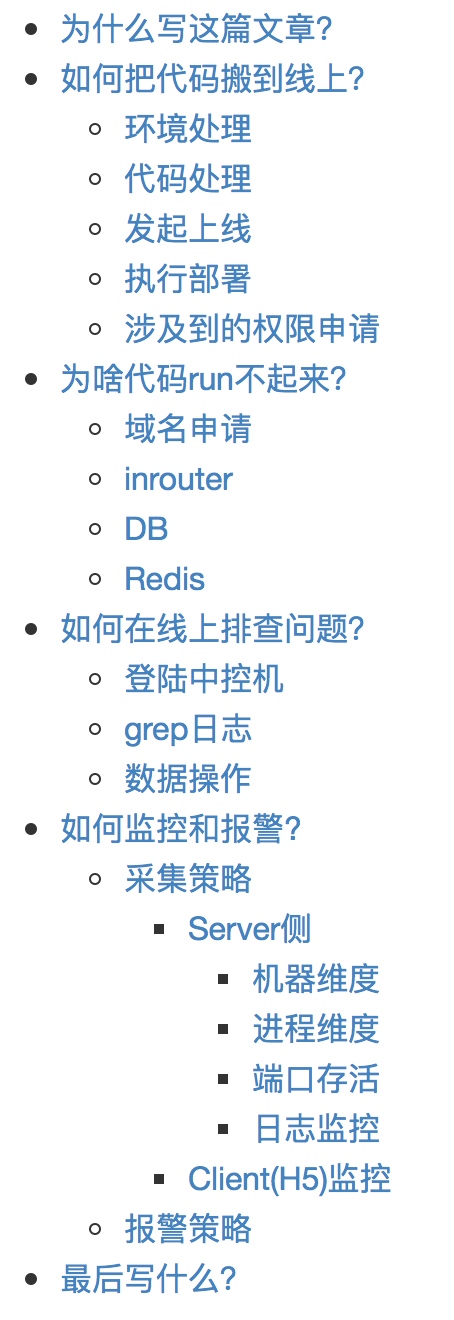 为什么写这篇文章?
如何把代码搬到线上?
环境处理
代码处理
发起上线
执行部署
涉及到的权限申请
为啥代码run不起来?
域名申请
inrouter
DB
Redis
如何在线上排查问题?
登陆中控机
grep日志
数据操作
如何监控和报警?
采集策略
Server侧
机器维度
进程维度
端口存活
日志监控
Client(H5)监控
报警策略
最后写什么?